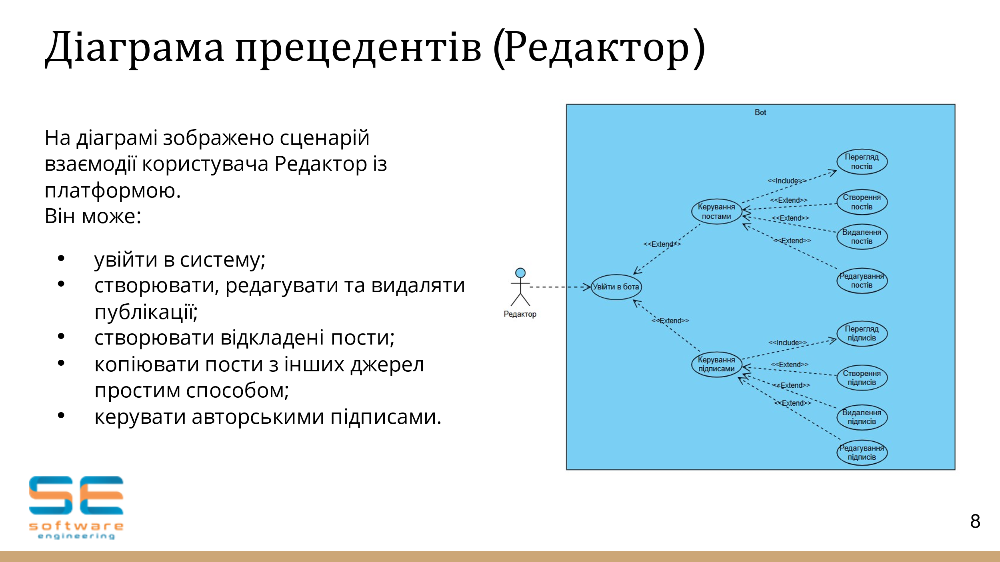 Діаграма прецедентів (Редактор)
На діаграмі зображено сценарій
взаємодії користувача Редактор із
платформою.
Він може:
• увійти в систему;
• створювати, редагувати та видаляти
публікації;
• створювати відкладені пости;
• копіювати пости з інших джерел
простим способом;
• керувати авторськими підписами.
Bot
Перегляд
постів
<<Include>>
Створення
постів
<<Extend>>
Керування
постами
<<Extend>>
Видалення
постів
<<Extend>>
<<Extend>>
Редагування
постів
Увійти в бота
Редактор
<<Extend>>
Перегляд
підписів
<<Include>>
Керування
підписами
<<Extend>>
Створення
підписів
<<Extend>>
<<Extend>>
Видалення
підписів
Редагування
підписів
SE
software
engineering
8